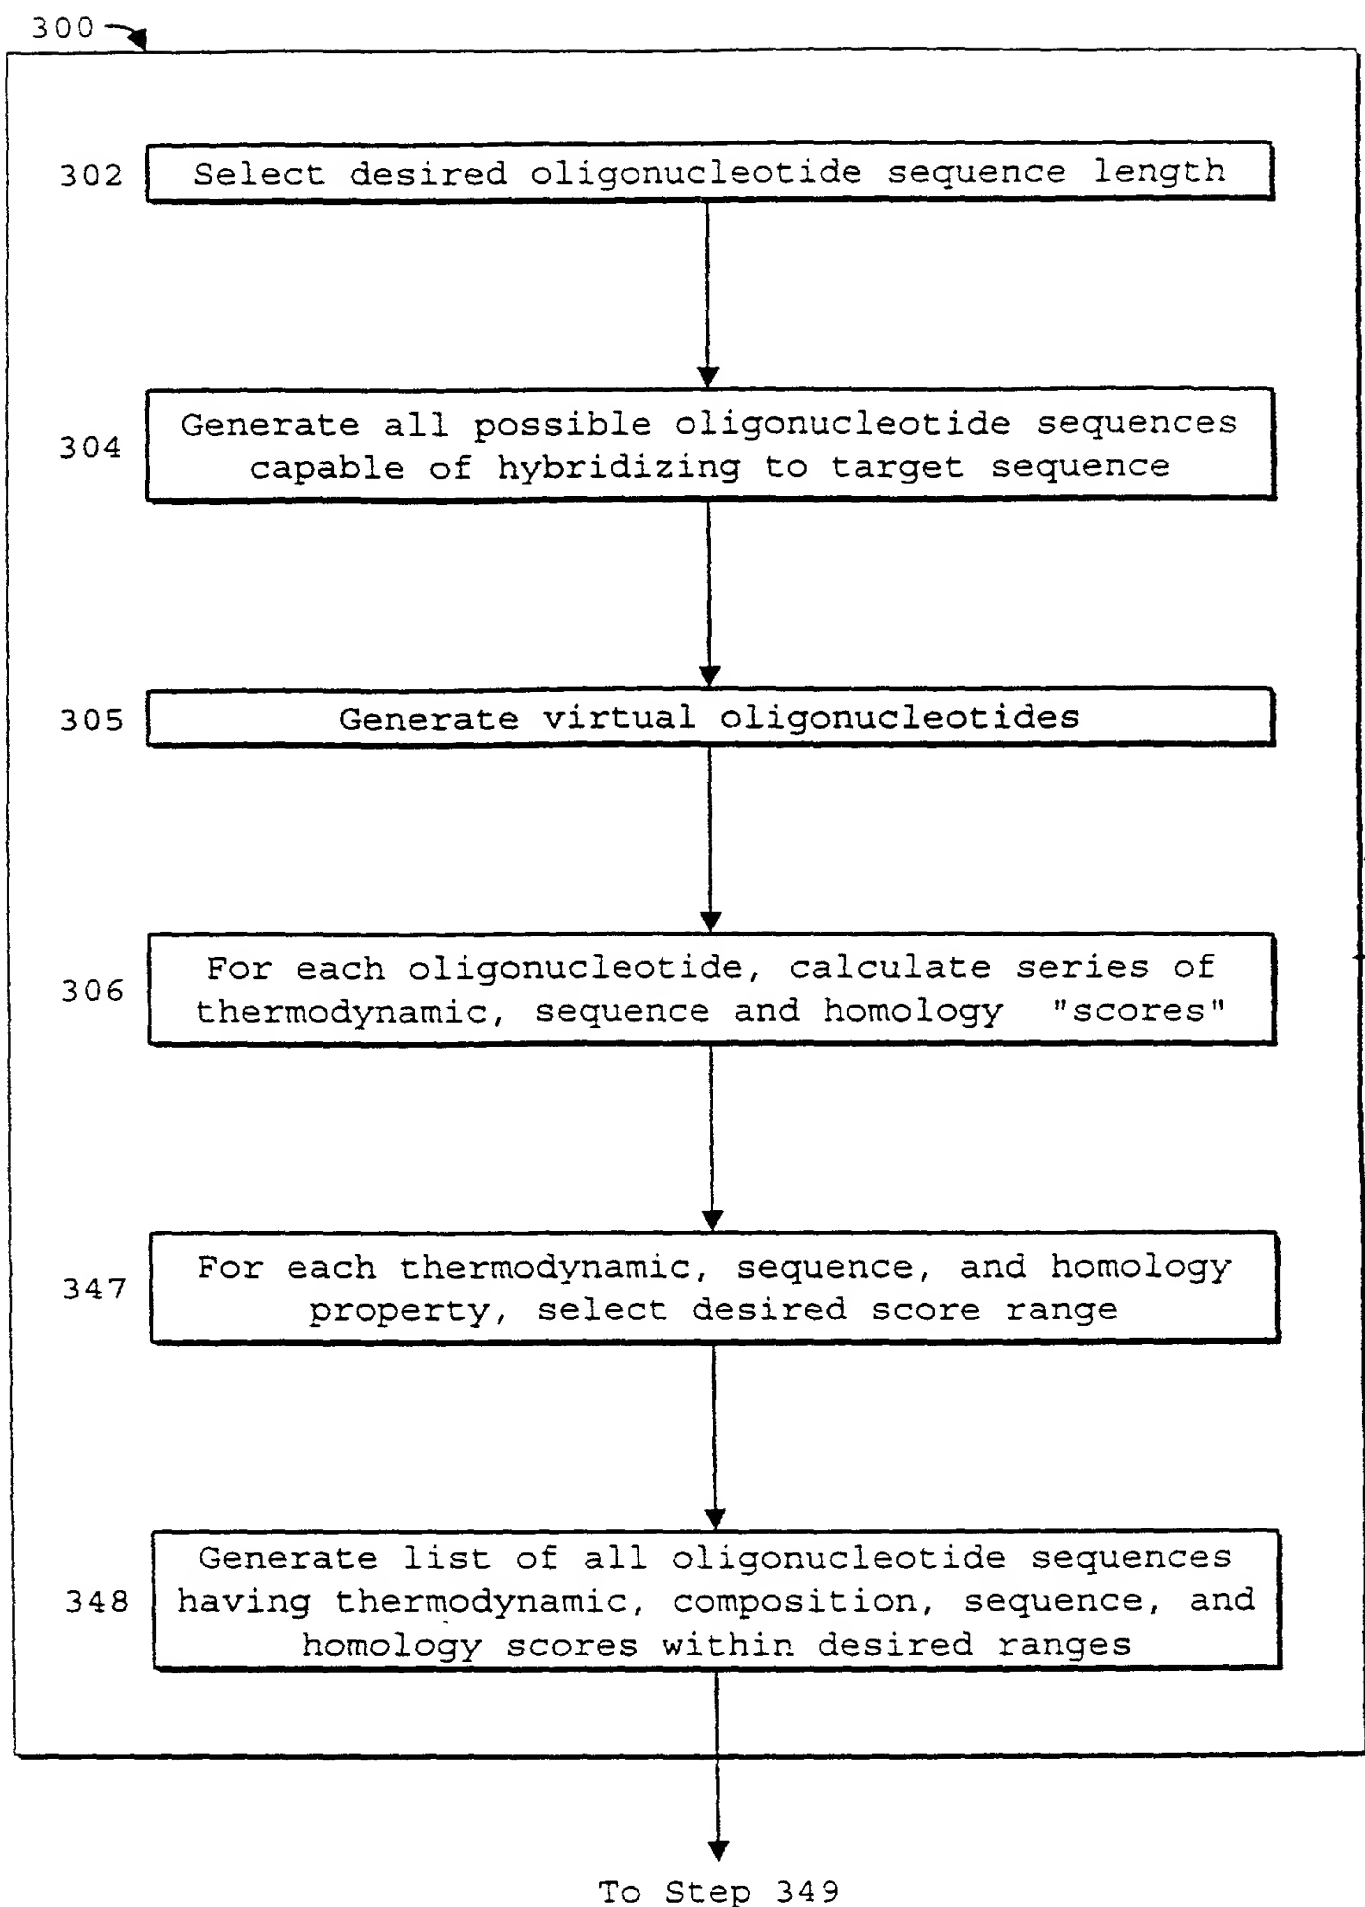 300
302
Select desired oligonucleotide sequence length
304
Generate all possible oligonucleotide sequences
capable of hybridizing to target sequence
305
Generate virtual oligonucleotides
306
For each oligonucleotide, calculate series of
thermodynamic, sequence and homology "scores"
347
For each thermodynamic, sequence, and homology
property, select desired score range
348
Generate list of all oligonucleotide sequences
having thermodynamic, composition, sequence, and
homology scores within desired ranges
To Step 349